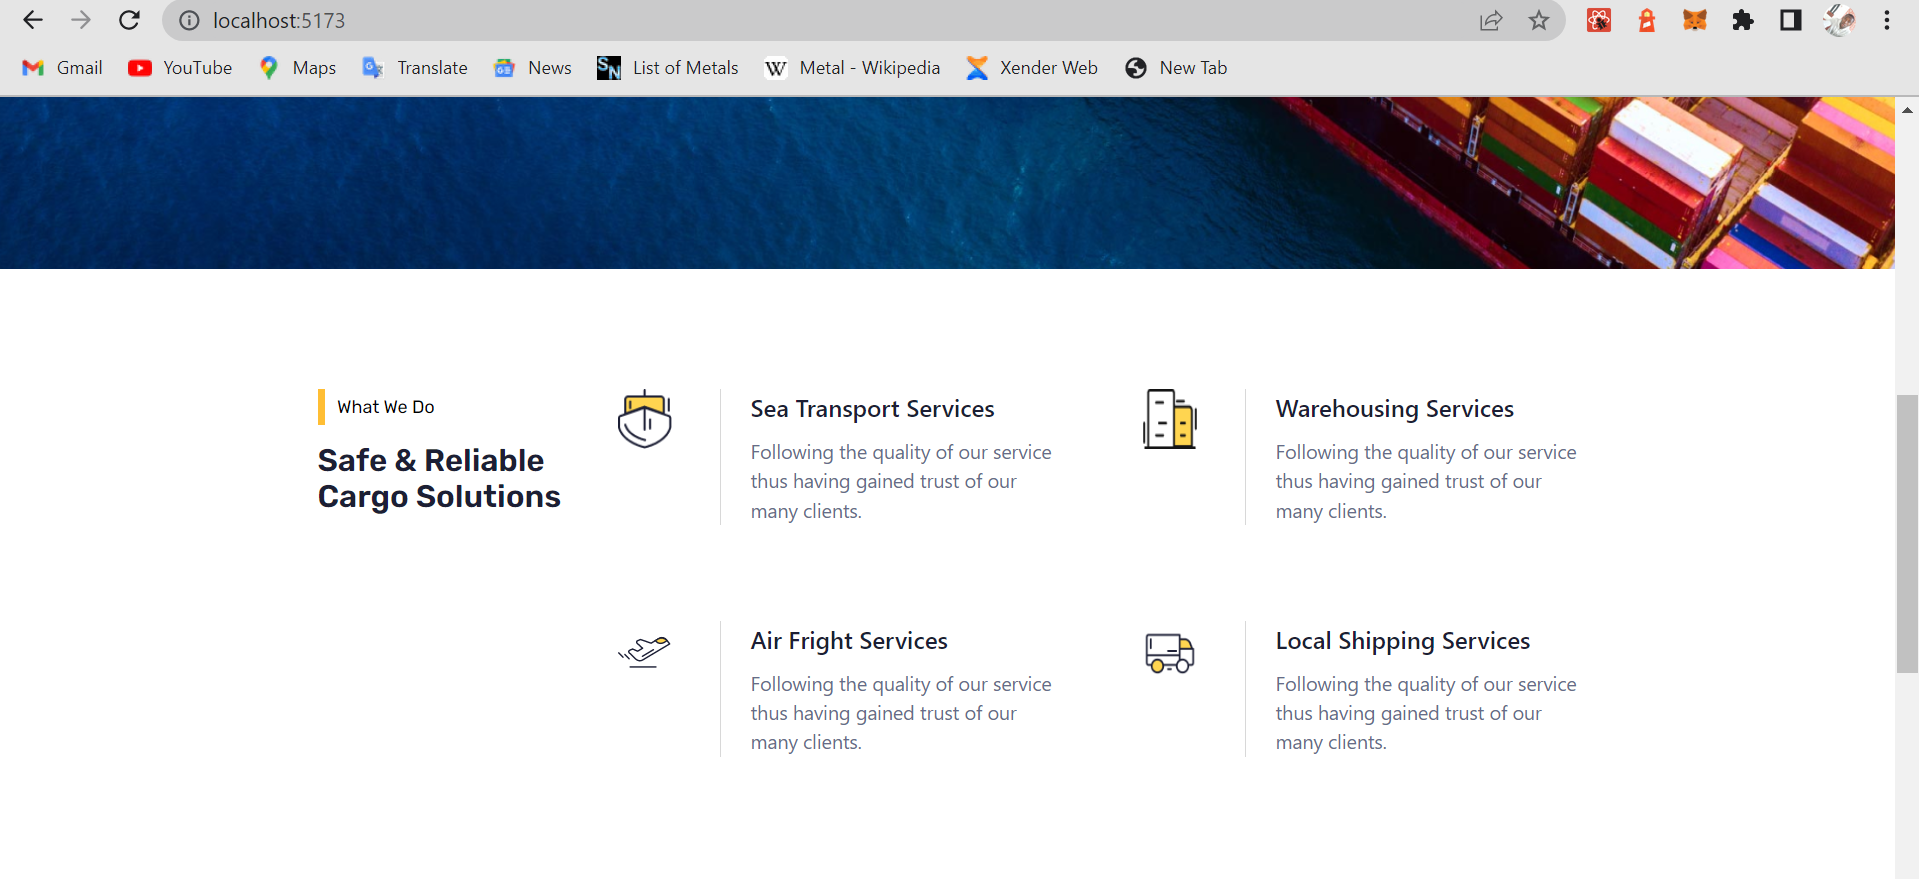 localhost:5173
Gmail YouTube Maps Translate News List of Metals Metal - Wikipedia Xender Web New Tab
What We Do
Safe & Reliable
Cargo Solutions
Sea Transport Services
Following the quality of our service
thus having gained trust of our
many clients.
Warehousing Services
Following the quality of our service
thus having gained trust of our
many clients.
Air Fright Services
Following the quality of our service
thus having gained trust of our
many clients.
Local Shipping Services
Following the quality of our service
thus having gained trust of our
many clients.